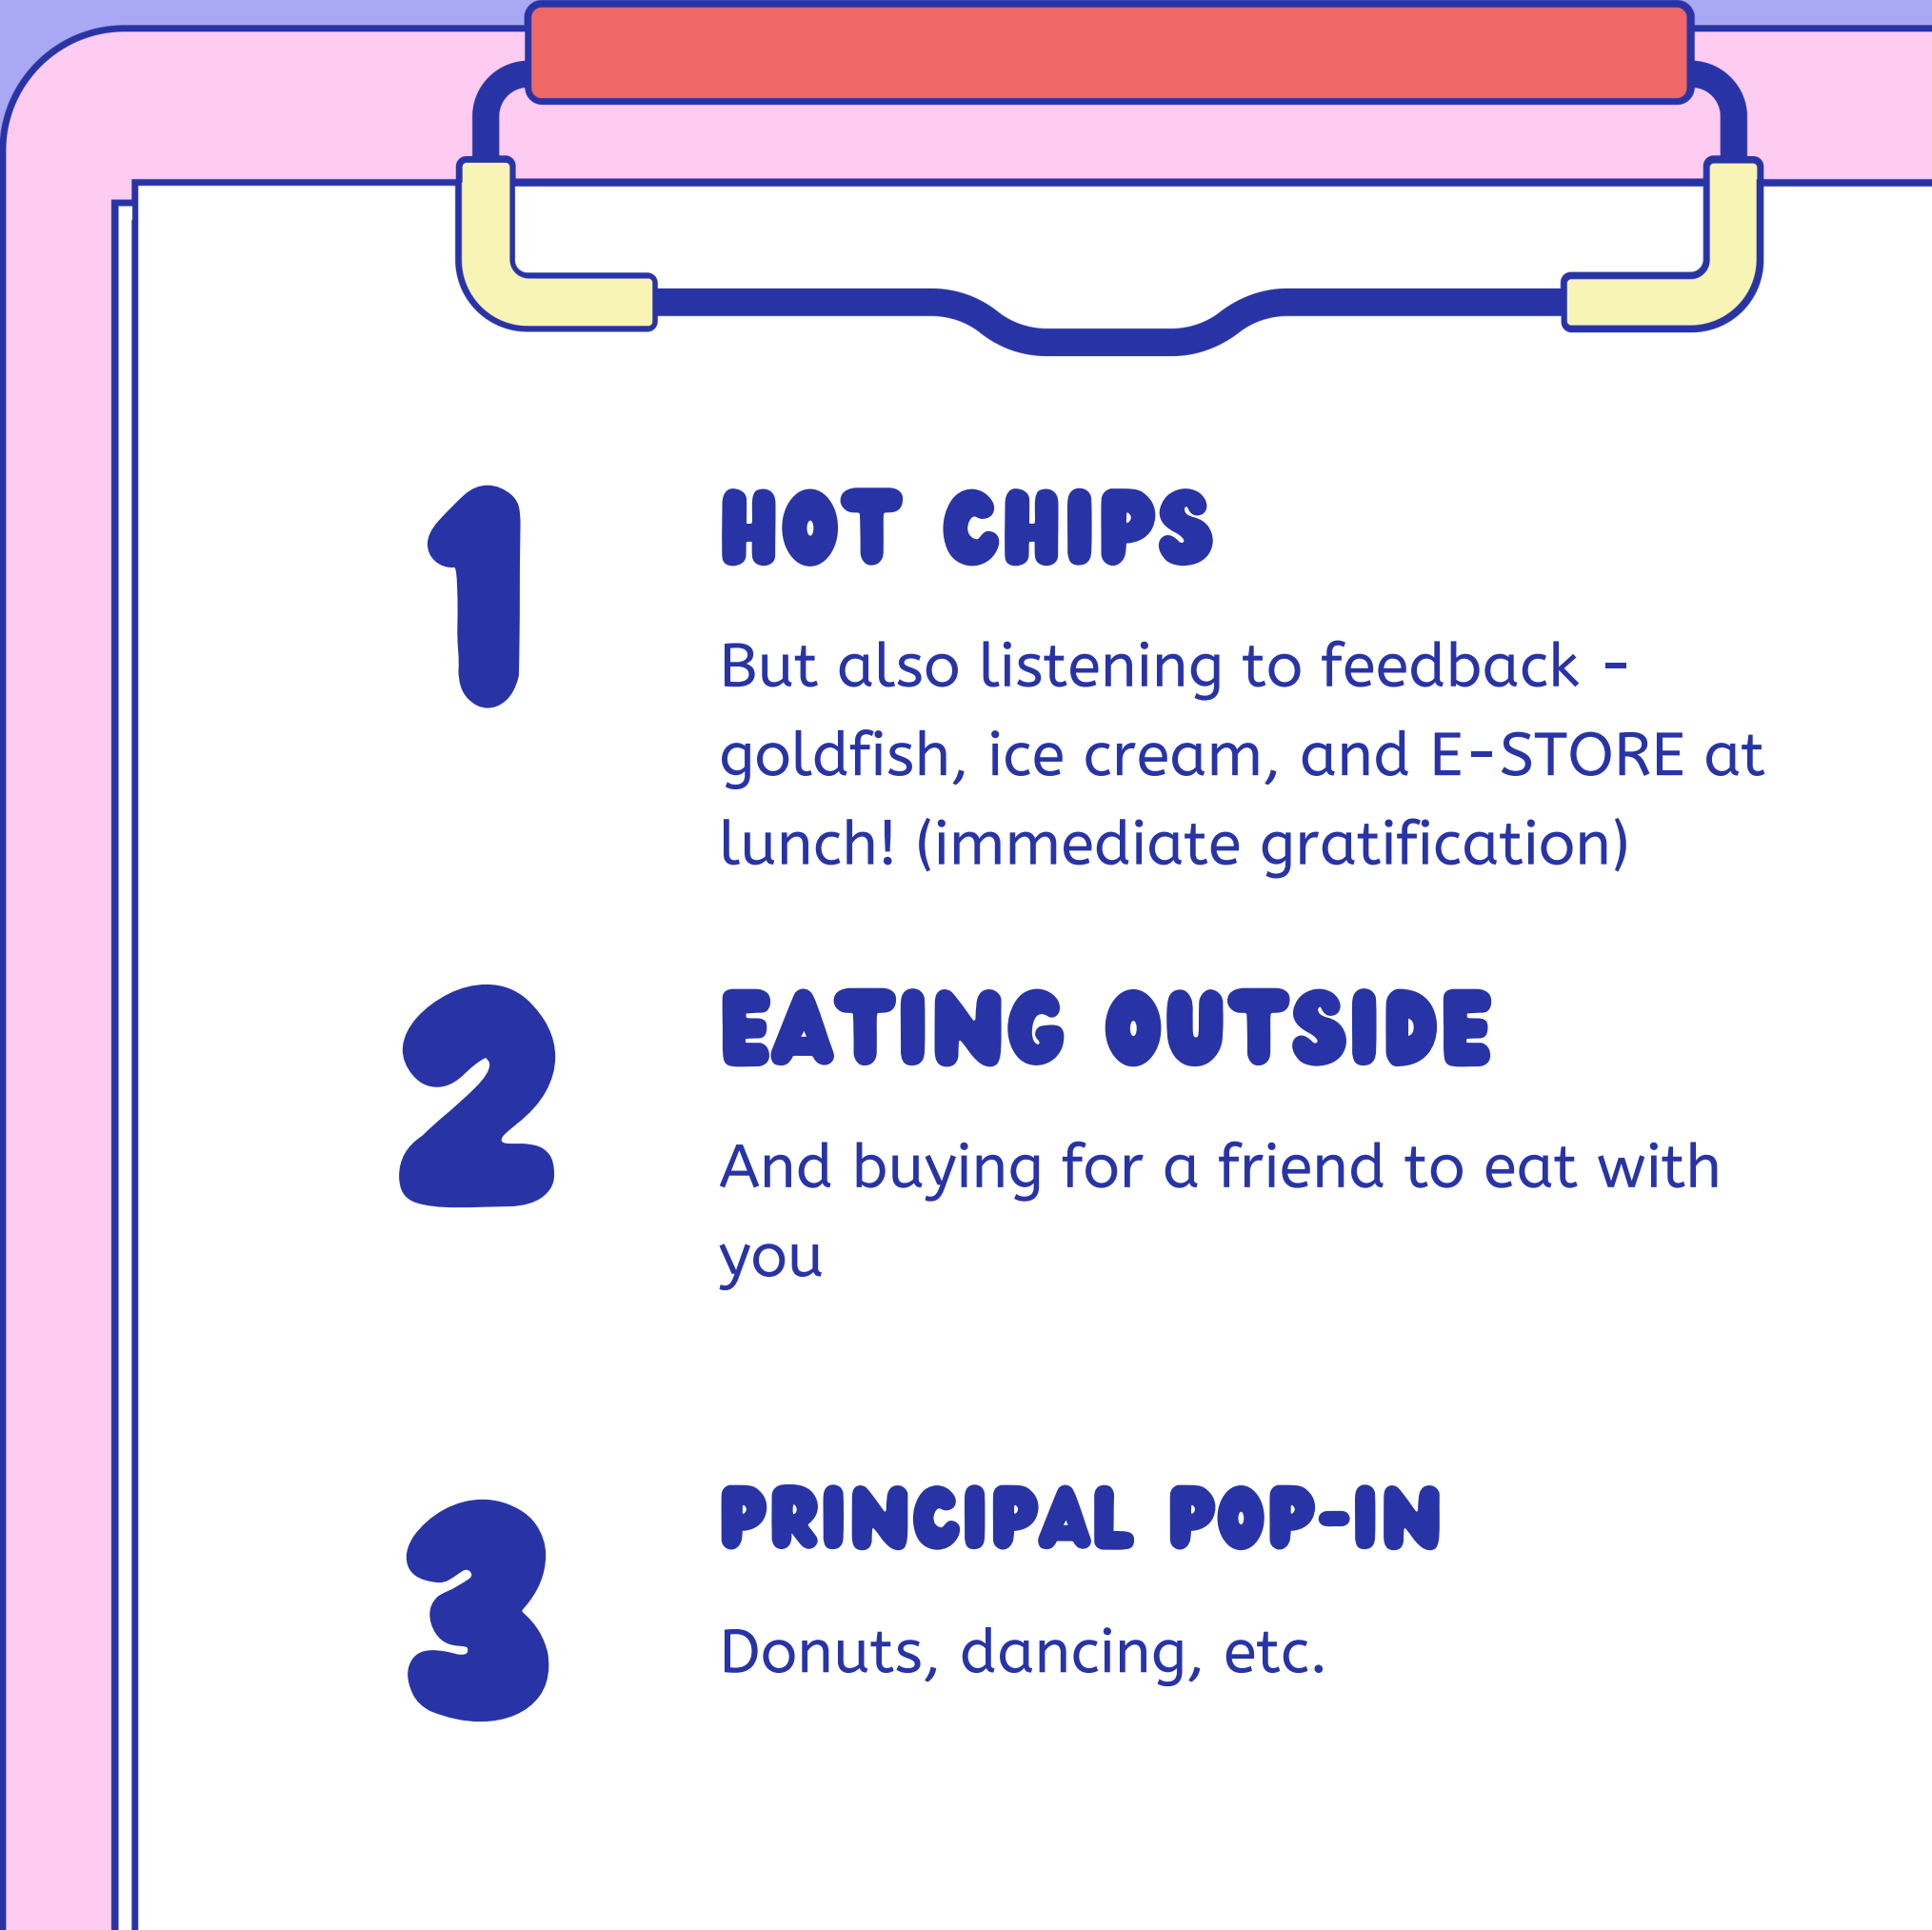 1
HOT CHIPS
But also listening to feedback -
goldfish, ice cream, and E-STORE at
lunch! (immediate gratification)
2
EATING OUTSIDE
And buying for a friend to eat with
you
3
PRINCIPAL POP-IN
Donuts, dancing, etc.